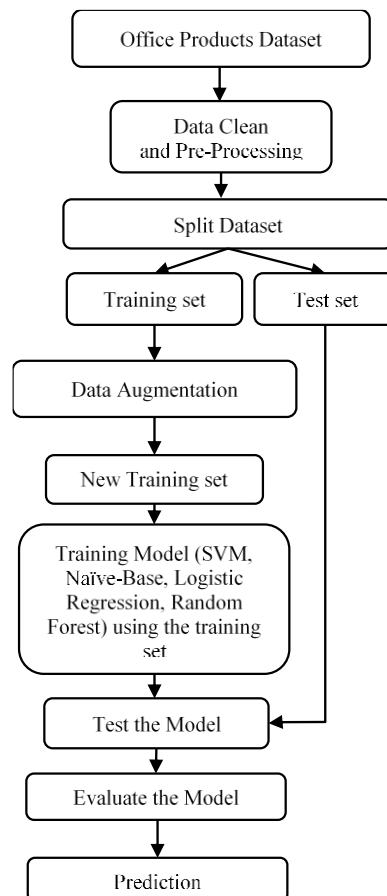 Office Products Dataset
Data Clean
and Pre-Processing
Split Dataset
Training set
Test set
Data Augmentation
New Training set
Training Model (SVM,
Naïve-Base, Logistic
Regression, Random
Forest) using the training
set
Test the Model
Evaluate the Model
Prediction